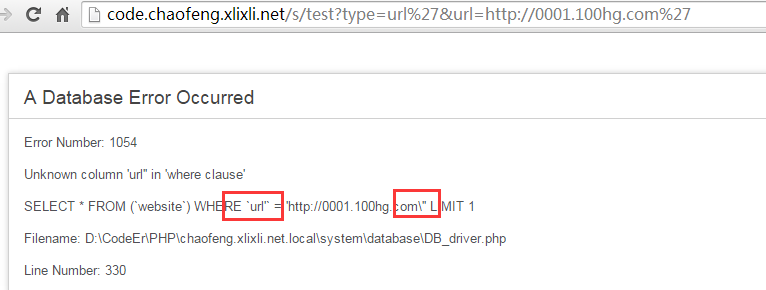 code.chaofeng.xlixli.net/s/test?type=url%27&url=http://0001.100hg.com%27
A Database Error Occurred
Error Number: 1054
Unknown column 'url'' in 'where clause'
SELECT * FROM (`website`) WHERE `url'` = 'http://0001.100hg.com\'' LIMIT 1
Filename: D:\CodeEr\PHP\chaofeng.xlixli.net.local\system\database\DB_driver.php
Line Number: 330